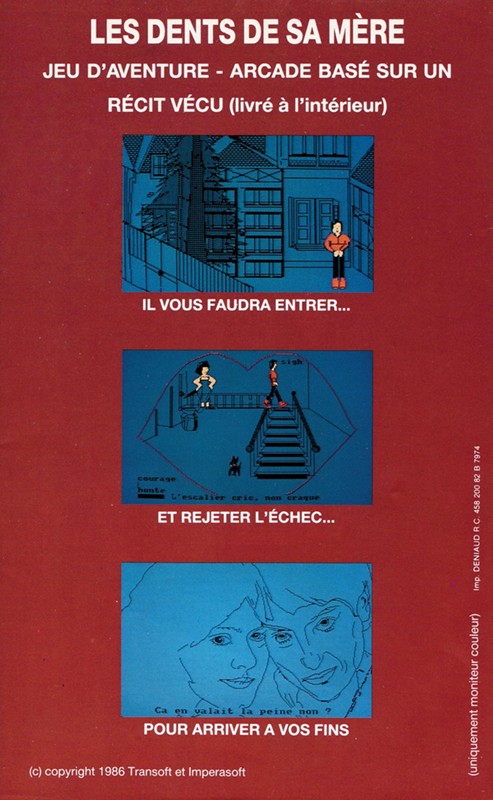 LES DENTS DE SA MÈRE
JEU D'AVENTURE - ARCADE BASÉ SUR UN
RÉCIT VÉCU (livré à l'intérieur)
IL VOUS FAUDRA ENTRER...
sigh
courage
honte
L'escalier cric, non craque
ET REJETER L'ÉCHEC...
Ca en valait la peine non ?
POUR ARRIVER A VOS FINS
(c) copyright 1986 Transoft et Imperasoft
(uniquement moniteur couleur)
Imp. DENIAUD R.C. 458 200 82 B 7974